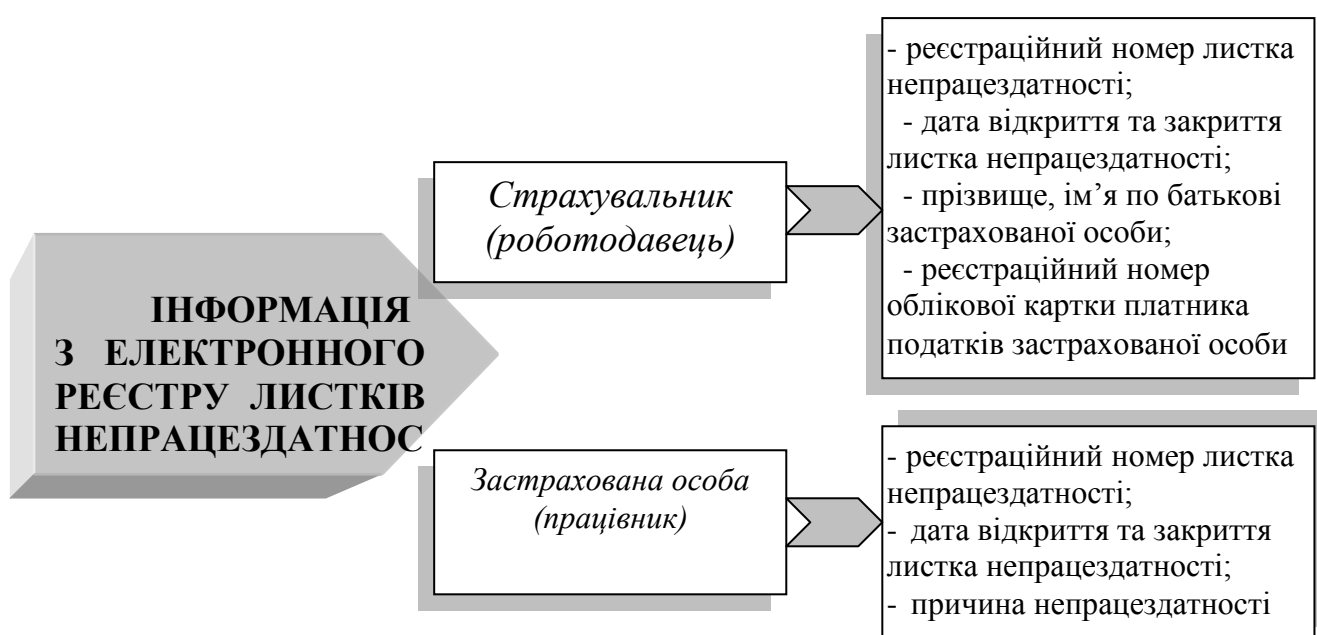 ІНФОРМАЦІЯ
З ЕЛЕКТРОННОГО
РЕЄСТРУ ЛИСТКІВ
НЕПРАЦЕЗДАТНОС
Страхувальник
(роботодавець)
- реєстраційний номер листка
непрацездатності;
- дата відкриття та закриття
листка непрацездатності;
- прізвище, ім’я по батькові
застрахованої особи;
- реєстраційний номер
облікової картки платника
податків застрахованої особи
Застрахована особа
(працівник)
- реєстраційний номер листка
непрацездатності;
- дата відкриття та закриття
листка непрацездатності;
- причина непрацездатності